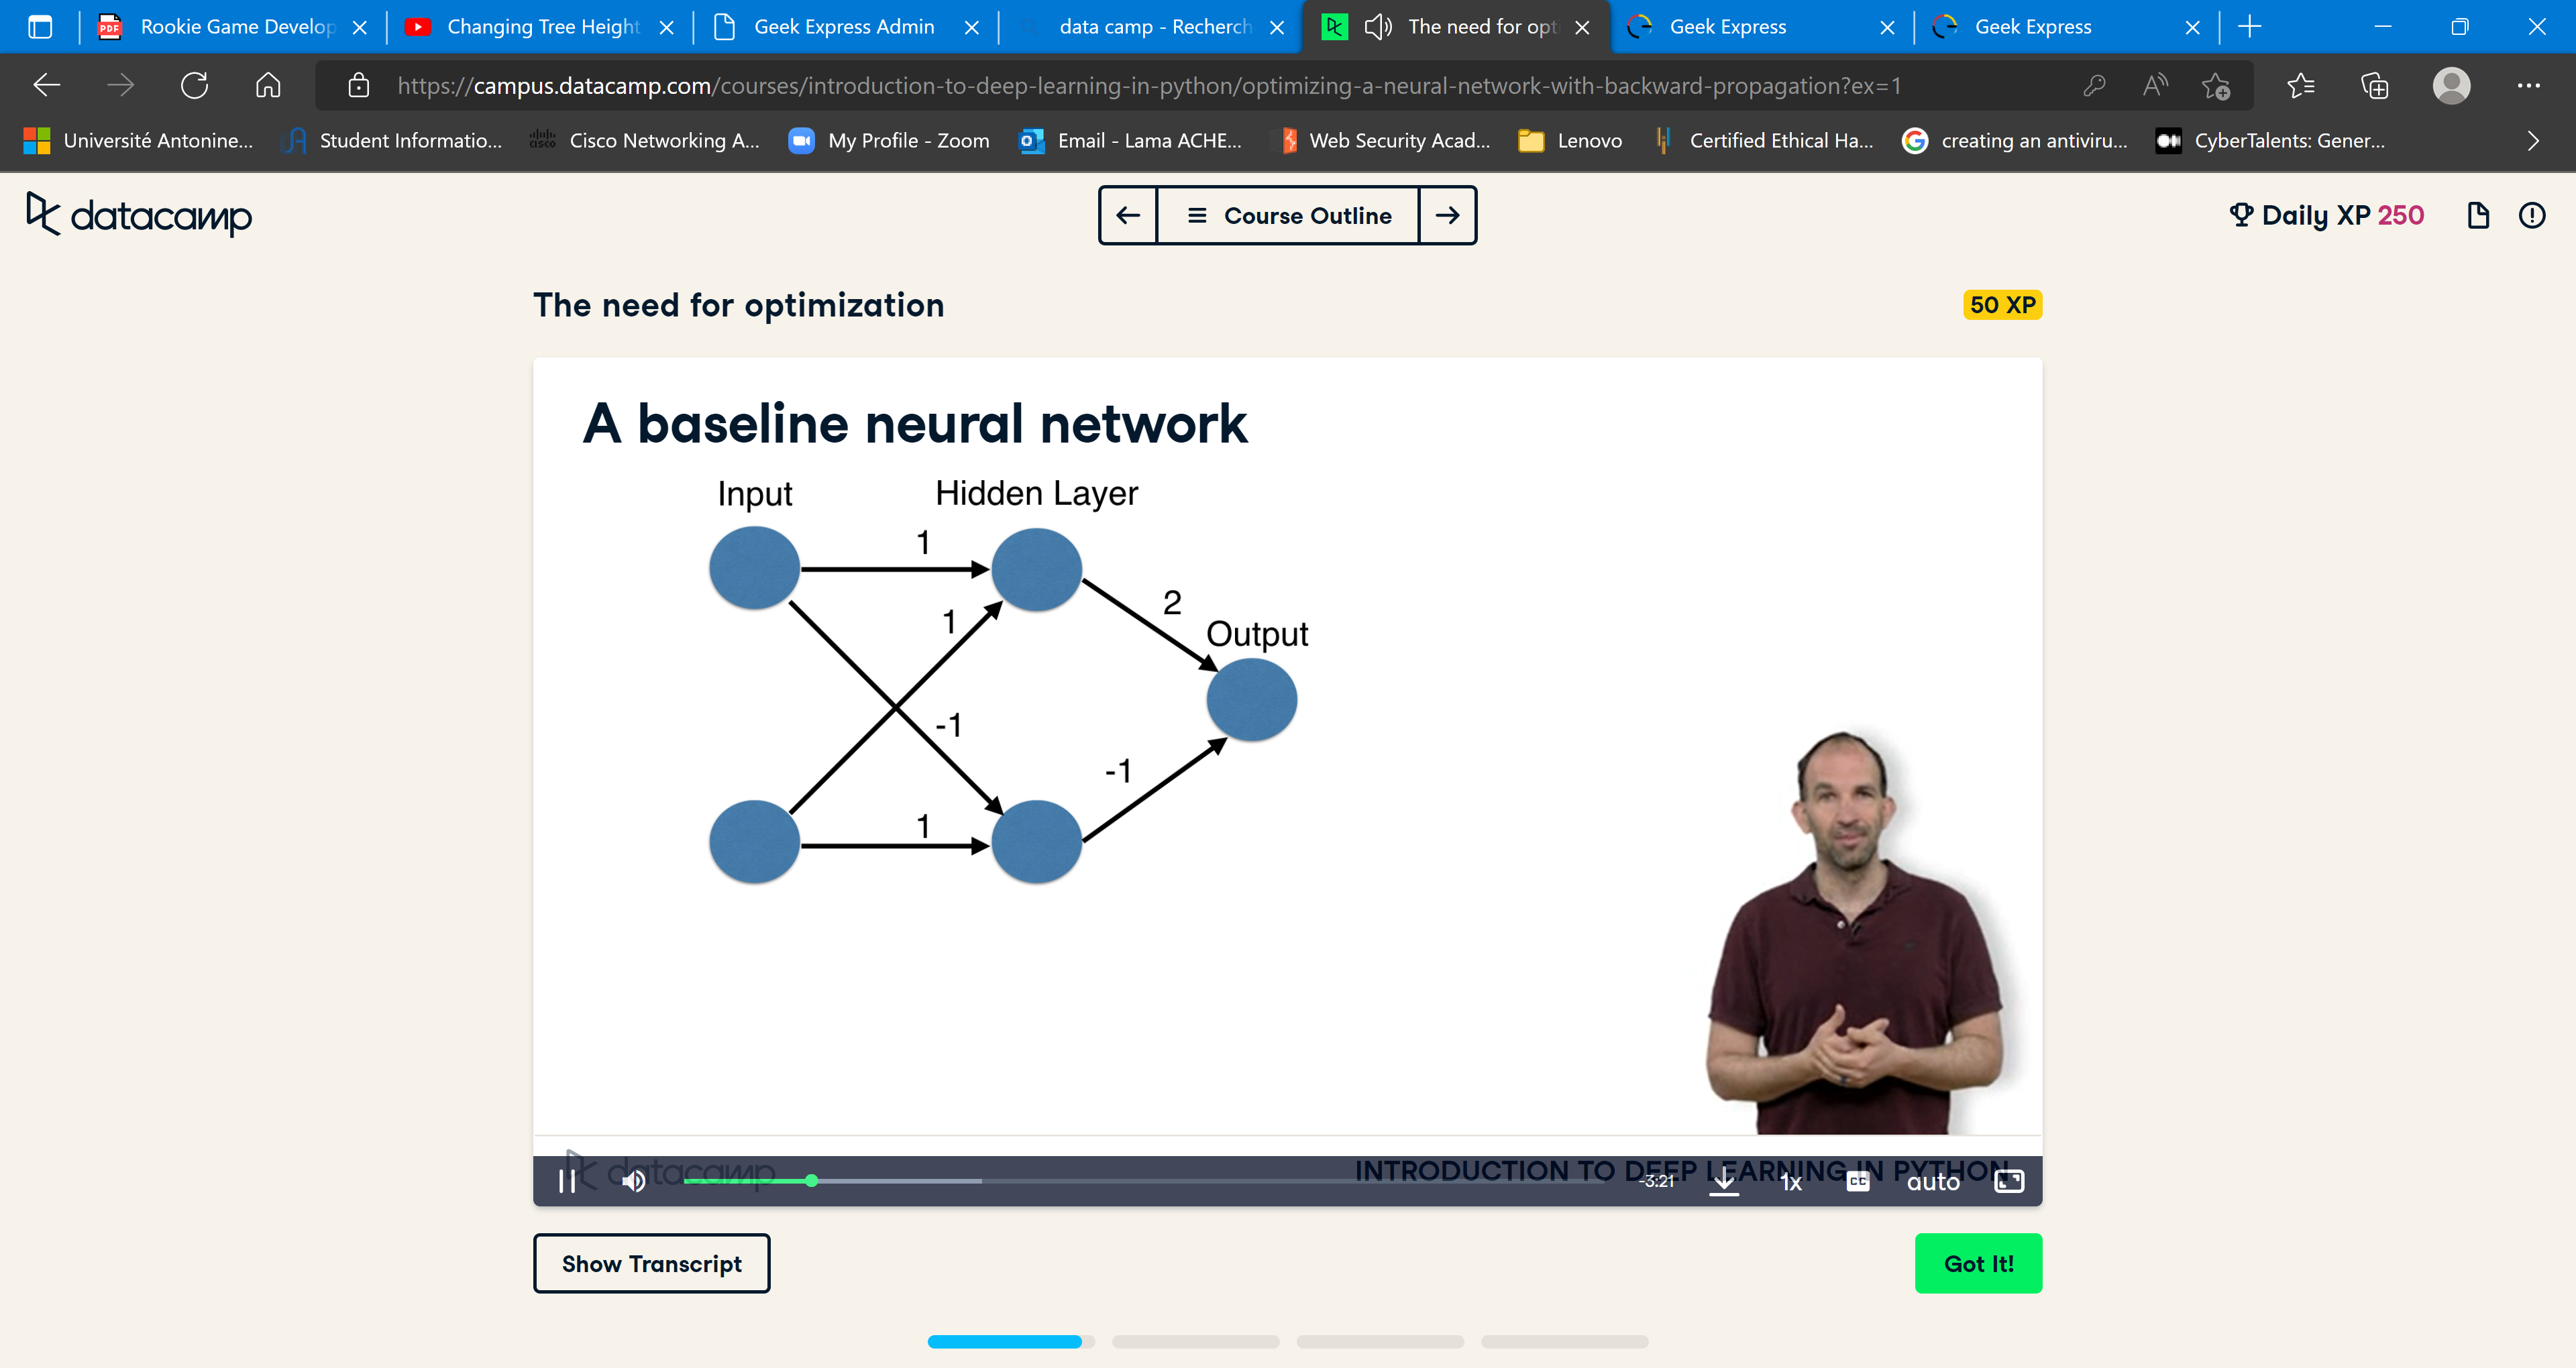 Rookie Game Develop
Changing Tree Height
Geek Express Admin
data camp - Recherch
The need for opt
Geek Express
Geek Express
https://campus.datacamp.com/courses/introduction-to-deep-learning-in-python/optimizing-a-neural-network-with-backward-propagation?ex=1
Université Antonine...
Student Informatio...
Cisco Networking A...
My Profile - Zoom
Email - Lama ACHE...
Web Security Acad...
Lenovo
Certified Ethical Ha...
creating an antiviru...
CyberTalents: Gener...
datacamp
Course Outline
Daily XP 250
The need for optimization
50 XP
A baseline neural network
Input
Hidden Layer
1
1
2
Output
-1
-1
1
datacamp
INTRODUCTION TO DEEP LEARNING IN PYTHON
-3:21
1x
CC
auto
Show Transcript
Got It!